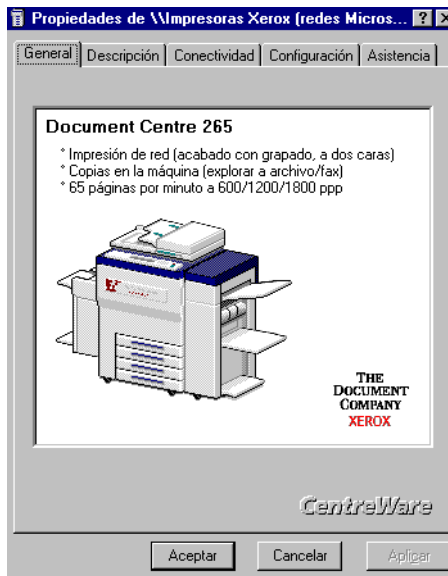 Propiedades de \\Impresoras Xerox (redes Micros...
General Descripción Conectividad Configuración Asistencia
Document Centre 265
* Impresión de red (acabado con grapado, a dos caras)
* Copias en la máquina (explorar a archivo/fax)
* 65 páginas por minuto a 600/1200/1800 ppp
THE
DOCUMENT
COMPANY
XEROX
CentreWare
Aceptar Cancelar Aplicar